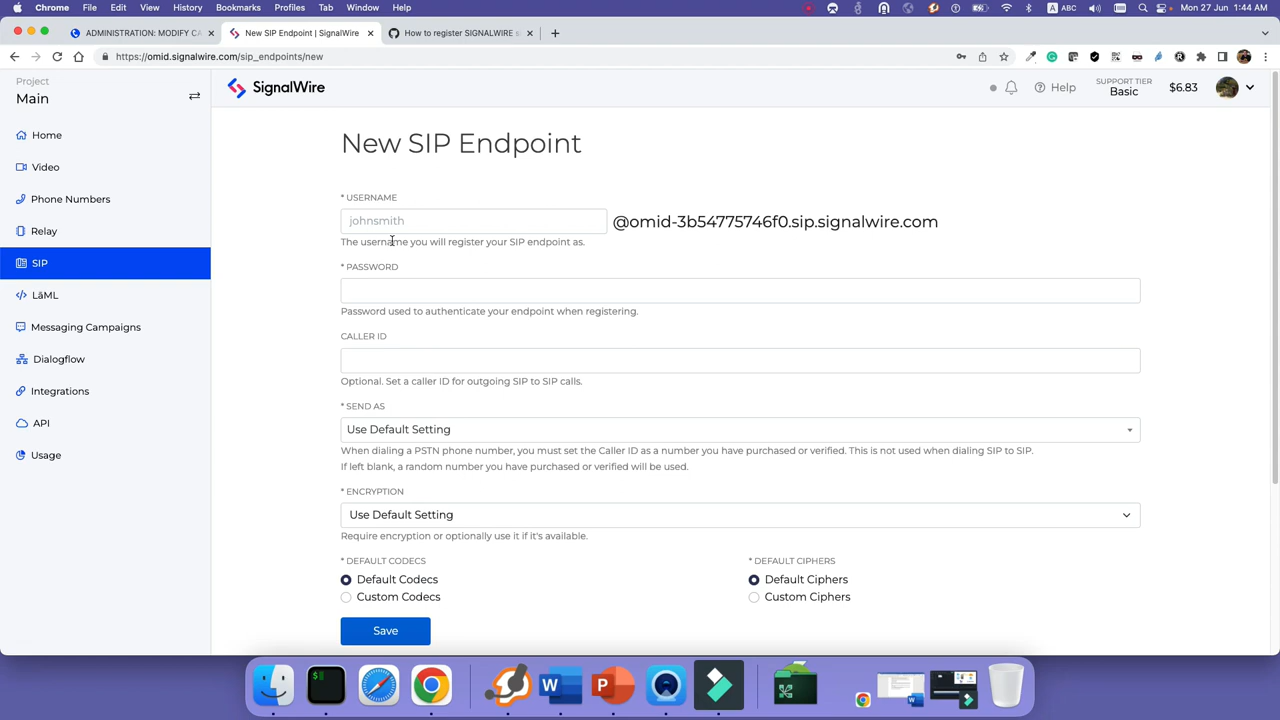 Chrome File Edit View History Bookmarks Profiles Tab Window Help ABC Mon 27 Jun 1:44 AM
ADMINISTRATION: MODIFY CA New SIP Endpoint | SignalWire How to register SIGNALWIRE s
https://omid.signalwire.com/sip_endpoints/new
Project
Main
SignalWire
Help
SUPPORT TIER
Basic
$6.83
Home
Video
Phone Numbers
Relay
SIP
LāML
Messaging Campaigns
Dialogflow
Integrations
API
Usage
New SIP Endpoint
* USERNAME
johnsmith @omid-3b54775746f0.sip.signalwire.com
The username you will register your SIP endpoint as.
* PASSWORD
Password used to authenticate your endpoint when registering.
CALLER ID
Optional. Set a caller ID for outgoing SIP to SIP calls.
* SEND AS
Use Default Setting
When dialing a PSTN phone number, you must set the Caller ID as a number you have purchased or verified. This is not used when dialing SIP to SIP.
If left blank, a random number you have purchased or verified will be used.
* ENCRYPTION
Use Default Setting
Require encryption or optionally use it if it's available.
* DEFAULT CODECS * DEFAULT CIPHERS
Default Codecs Default Ciphers
Custom Codecs Custom Ciphers
Save